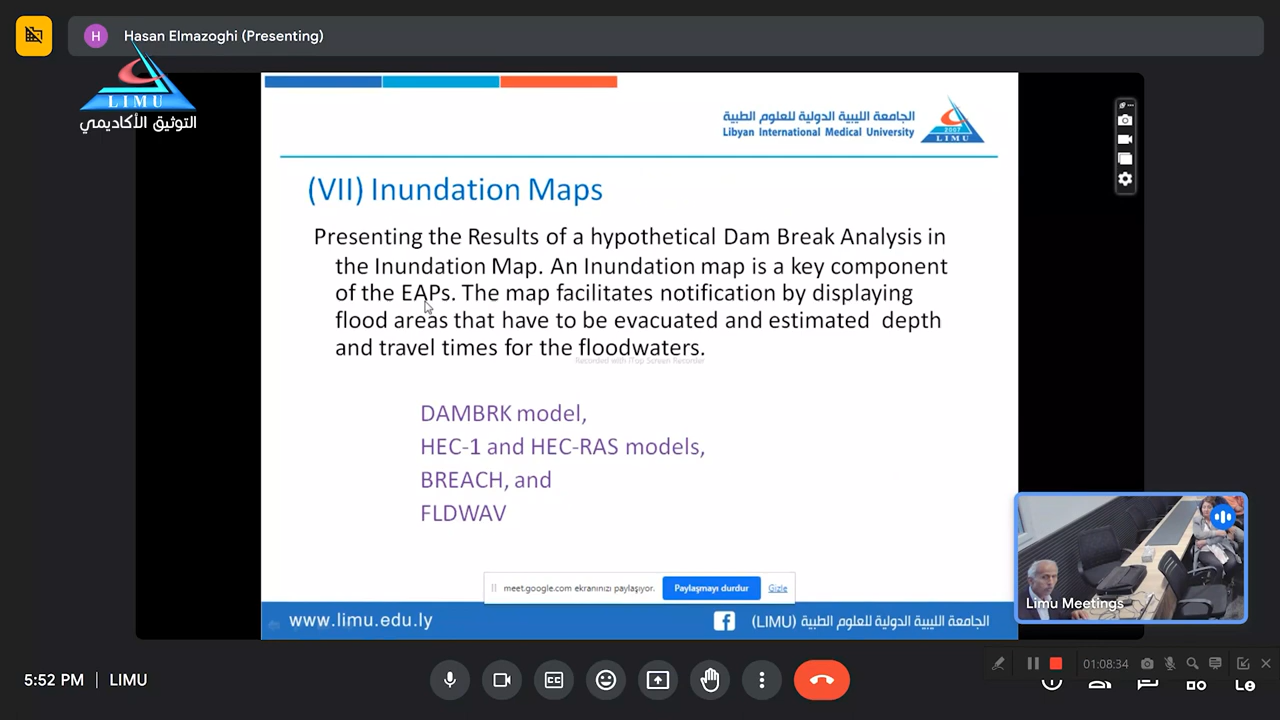 H
Hasan Elmazoghi (Presenting)
LIMU
التوثيق الأكاديمي
الجامعة الليبية الدولية للعلوم الطبية
Libyan International Medical University
2007
LIMU
(VII) Inundation Maps
Presenting the Results of a hypothetical Dam Break Analysis in
the Inundation Map. An Inundation map is a key component
of the EAPs. The map facilitates notification by displaying
flood areas that have to be evacuated and estimated depth
and travel times for the floodwaters.
Recorded with iTop Screen Recorder
DAMBRK model,
HEC-1 and HEC-RAS models,
BREACH, and
FLDWAV
meet.google.com ekranınızı paylaşıyor.
Paylaşmayı durdur
Gizle
www.limu.edu.ly
الجامعة الليبية الدولية للعلوم الطبية (LIMU)
Limu Meetings
5:52 PM | LIMU
01:08:34